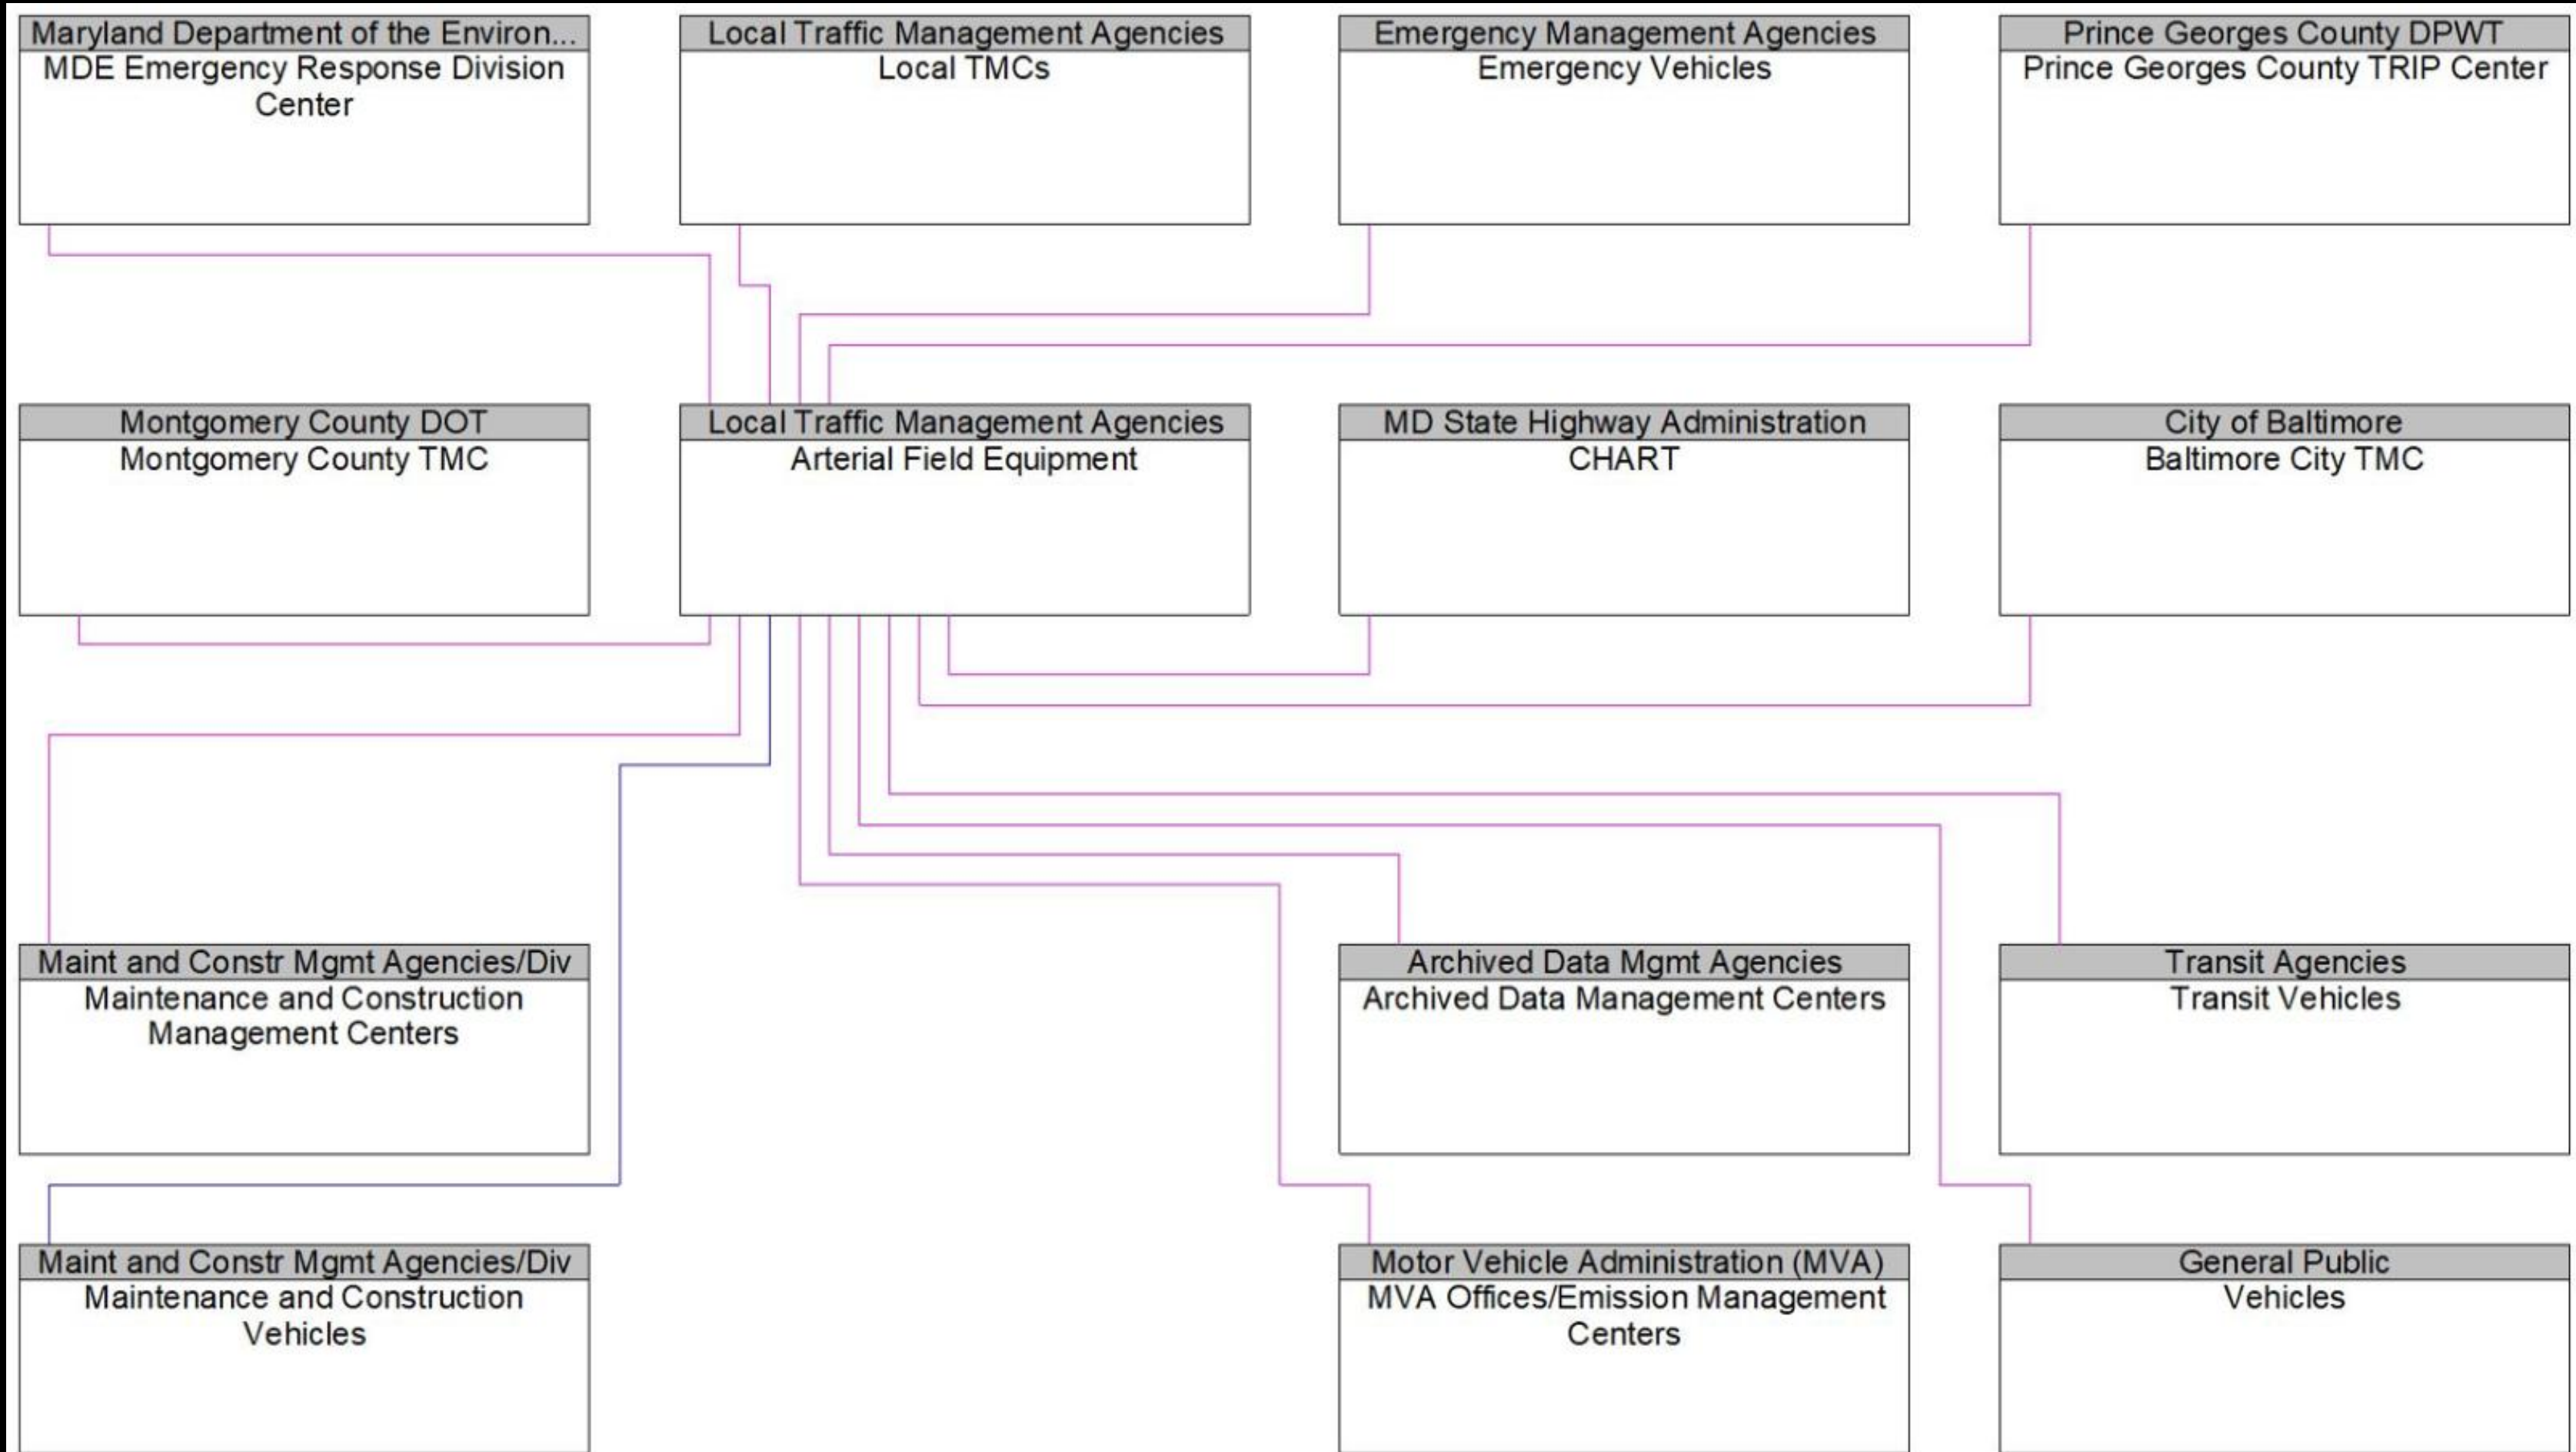 Maryland Department of the Environ...
MDE Emergency Response Division
Center
Local Traffic Management Agencies
Local TMCs
Emergency Management Agencies
Emergency Vehicles
Prince Georges County DPWT
Prince Georges County TRIP Center
Montgomery County DOT
Montgomery County TMC
Local Traffic Management Agencies
Arterial Field Equipment
MD State Highway Administration
CHART
City of Baltimore
Baltimore City TMC
Maint and Constr Mgmt Agencies/Div
Maintenance and Construction
Management Centers
Archived Data Mgmt Agencies
Archived Data Management Centers
Transit Agencies
Transit Vehicles
Maint and Constr Mgmt Agencies/Div
Maintenance and Construction
Vehicles
Motor Vehicle Administration (MVA)
MVA Offices/Emission Management
Centers
General Public
Vehicles